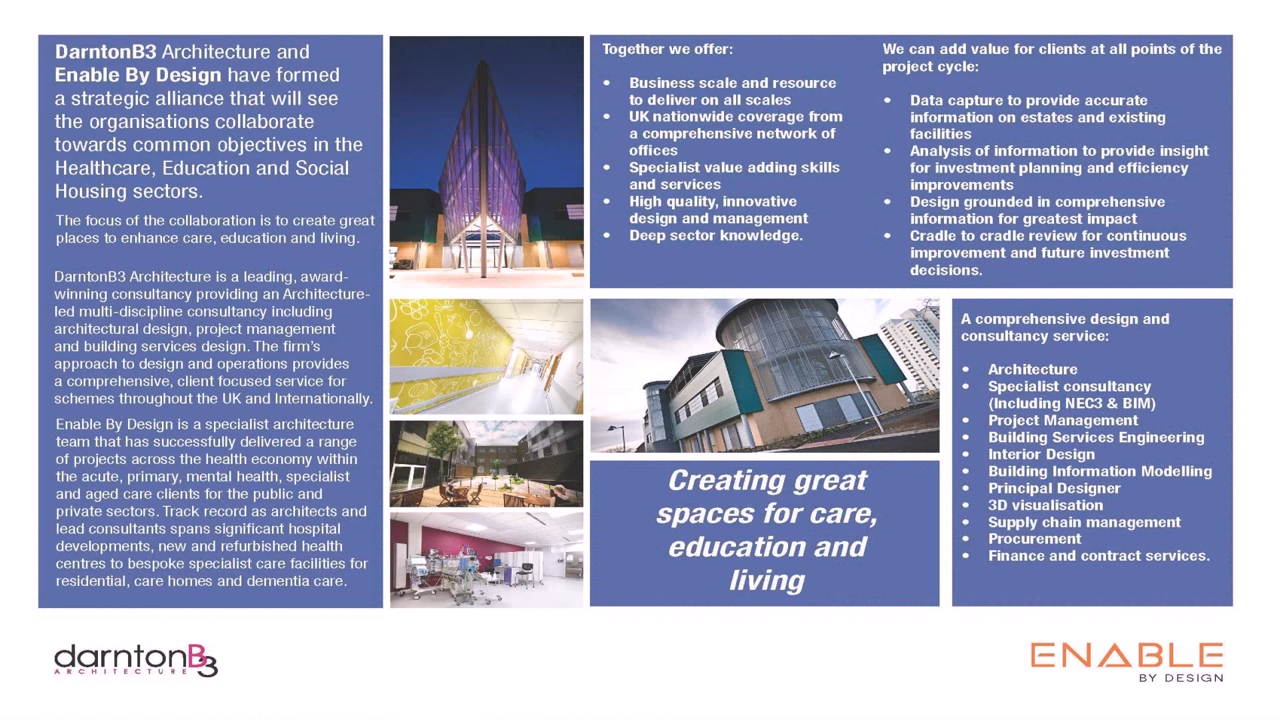 DarntonB3 Architecture and
Enable By Design have formed
a strategic alliance that will see
the organisations collaborate
towards common objectives in the
Healthcare, Education and Social
Housing sectors.
The focus of the collaboration is to create great
places to enhance care, education and living.
DarntonB3 Architecture is a leading, award-
winning consultancy providing an Architecture-
led multi-discipline consultancy including
architectural design, project management
and building services design. The firm's
approach to design and operations provides
a comprehensive, client focused service for
schemes throughout the UK and Internationally.
Enable By Design is a specialist architecture
team that has successfully delivered a range
of projects across the health economy within
the acute, primary, mental health, specialist
and aged care clients for the public and
private sectors. Track record as architects and
lead consultants spans significant hospital
developments, new and refurbished health
centres to bespoke specialist care facilities for
residential, care homes and dementia care.
Together we offer:
• Business scale and resource
to deliver on all scales
• UK nationwide coverage from
a comprehensive network of
offices
• Specialist value adding skills
and services
• High quality, innovative
design and management
• Deep sector knowledge.
We can add value for clients at all points of the
project cycle:
• Data capture to provide accurate
information on estates and existing
facilities
• Analysis of information to provide insight
for investment planning and efficiency
improvements
• Design grounded in comprehensive
information for greatest impact
• Cradle to cradle review for continuous
improvement and future investment
decisions.
Creating great
spaces for care,
education and
living
A comprehensive design and
consultancy service:
• Architecture
• Specialist consultancy
(Including NEC3 & BIM)
• Project Management
• Building Services Engineering
• Interior Design
• Building Information Modelling
• Principal Designer
• 3D visualisation
• Supply chain management
• Procurement
• Finance and contract services.
darntonB3
ARCHITECTURE
ENABLE
BY DESIGN